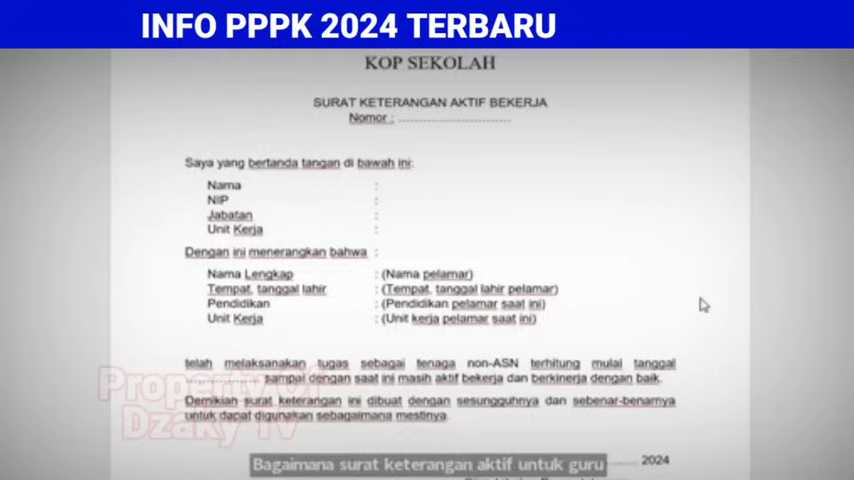 INFO PPPK 2024 TERBARU
KOP SEKOLAH
SURAT KETERANGAN AKTIF BEKERJA
Nomor : ...............................
Saya yang bertanda tangan di bawah ini:
Nama :
NIP :
Jabatan :
Unit Kerja :
Dengan ini menerangkan bahwa :
Nama Lengkap : (Nama pelamar)
Tempat, tanggal lahir : (Tempat, tanggal lahir pelamar)
Pendidikan : (Pendidikan pelamar saat ini)
Unit Kerja : (Unit kerja pelamar saat ini)
telah melaksanakan tugas sebagai tenaga non-ASN terhitung mulai tanggal
.................... sampai dengan saat ini masih aktif bekerja dan berkinerja dengan baik.
Demikian surat keterangan ini dibuat dengan sesungguhnya dan sebenar-benarnya
untuk dapat digunakan sebagaimana mestinya.
Property Of
Dzaky Tv
Bagaimana surat keterangan aktif untuk guru
........ 2024